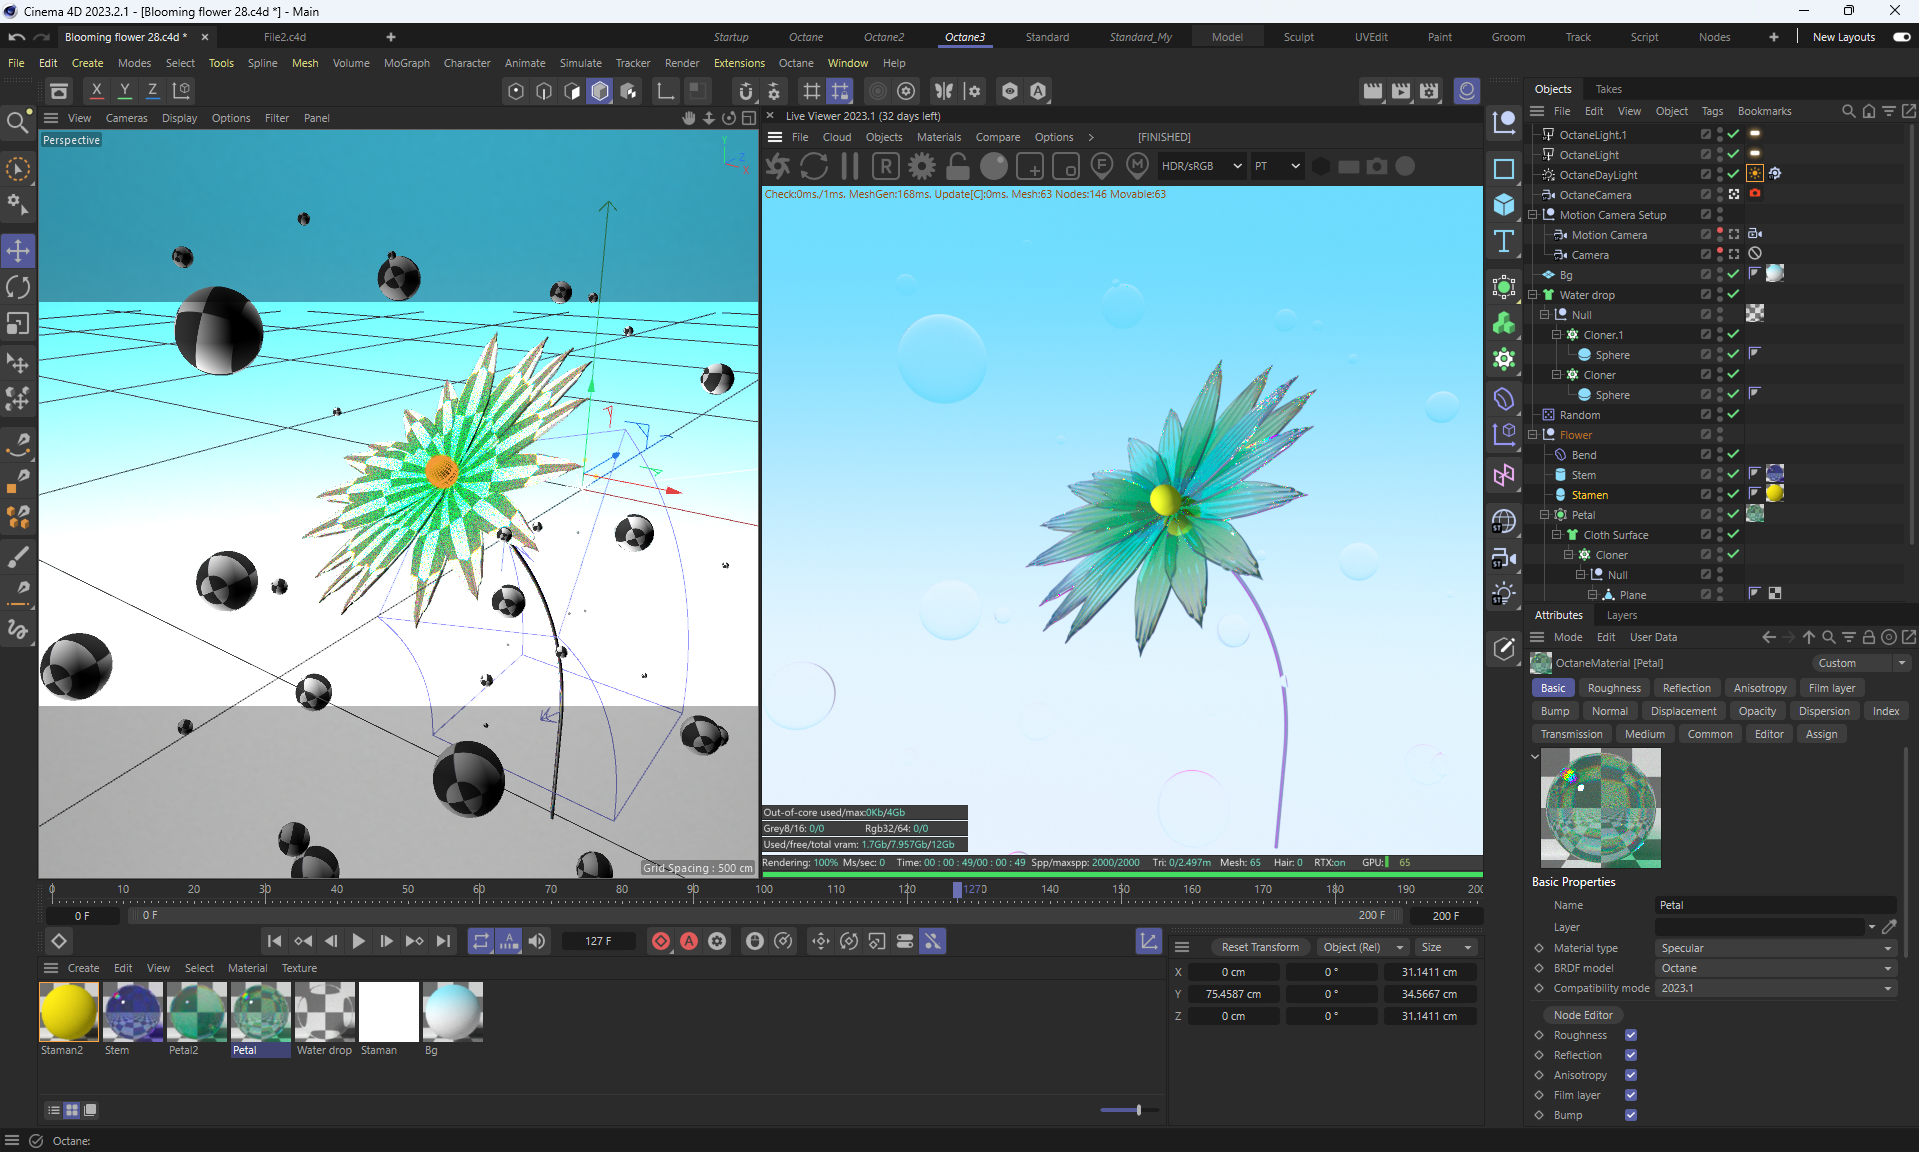 Cinema 4D 2023.2.1 - [Blooming flower 28.c4d *] - Main
Blooming flower 28.c4d *
File2.c4d
Startup Octane Octane2 Octane3 Standard Standard_My Model Sculpt UVEdit Paint Groom Track Script Nodes New Layouts
File Edit Create Modes Select Tools Spline Mesh Volume MoGraph Character Animate Simulate Tracker Render Extensions Octane Window Help
X Y Z
View Cameras Display Options Filter Panel
Perspective
Y
Z
X
Grid Spacing : 500 cm
Live Viewer 2023.1 (32 days left)
File Cloud Objects Materials Compare Options > [FINISHED]
R F M HDR/sRGB PT
Check:0ms./1ms. MeshGen:168ms. Update[C]:0ms. Mesh:63 Nodes:146 Movable:63
Out-of-core used/max:0Kb/4Gb
Grey8/16: 0/0 Rgb32/64: 0/0
Used/free/total vram: 1.7Gb/7.957Gb/12Gb
Rendering: 100% Ms/sec: 0 Time: 00 : 00 : 49/00 : 00 : 49 Spp/maxspp: 2000/2000 Tri: 0/2.497m Mesh: 65 Hair: 0 RTX:on GPU: 65
0 10 20 30 40 50 60 70 80 90 100 110 120 1270 140 150 160 170 180 190 200
0 F
0 F
200 F
200 F
127 F
Create Edit View Select Material Texture
Staman2 Stem Petal2 Petal Water drop Staman Bg
Reset Transform Object (Rel) Size
X 0 cm 0 ° 31.1411 cm
Y 75.4587 cm 0 ° 34.5667 cm
Z 0 cm 0 ° 31.1411 cm
Octane:
Objects Takes
File Edit View Object Tags Bookmarks
OctaneLight.1
OctaneLight
OctaneDayLight
OctaneCamera
Motion Camera Setup
Motion Camera
Camera
Bg
Water drop
Null
Cloner.1
Sphere
Cloner
Sphere
Random
Flower
Bend
Stem
Stamen
Petal
Cloth Surface
Cloner
Null
Plane
Attributes Layers
Mode Edit User Data
OctaneMaterial [Petal] Custom
Basic Roughness Reflection Anisotropy Film layer
Bump Normal Displacement Opacity Dispersion Index
Transmission Medium Common Editor Assign
Basic Properties
Name Petal
Layer
Material type Specular
BRDF model Octane
Compatibility mode 2023.1
Node Editor
Roughness
Reflection
Anisotropy
Film layer
Bump